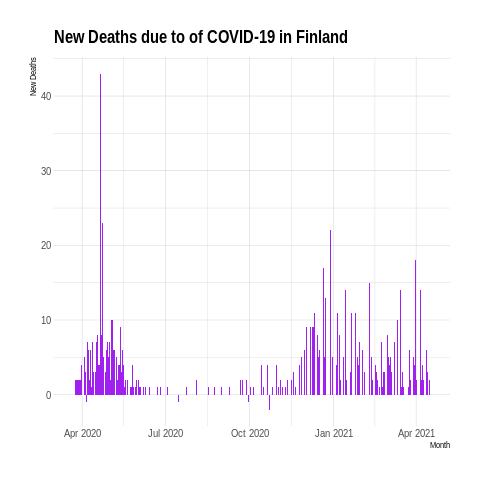 New Deaths due to of COVID-19 in Finland
New Deaths
40
30
20
10
0
Apr 2020 Jul 2020 Oct 2020 Jan 2021 Apr 2021
Month